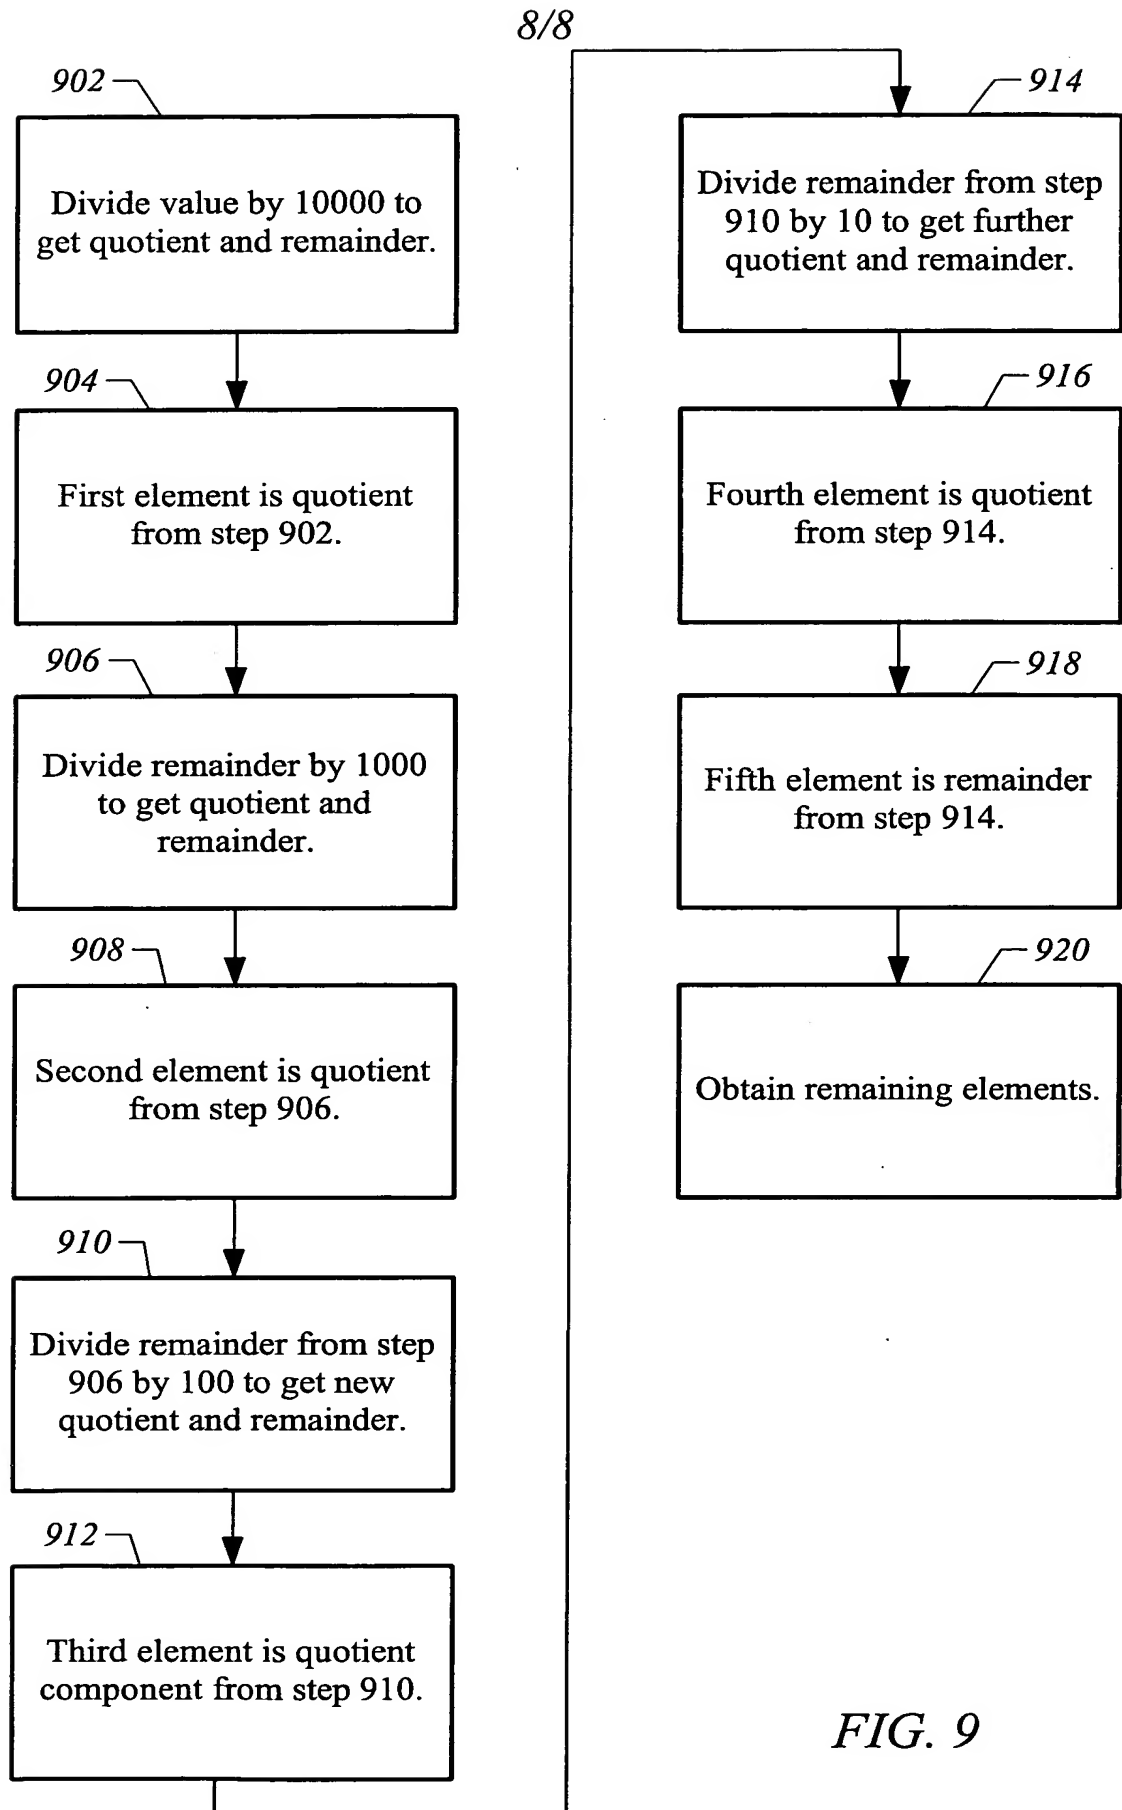 8/8
902
Divide value by 10000 to
get quotient and remainder.
904
First element is quotient
from step 902.
906
Divide remainder by 1000
to get quotient and
remainder.
908
Second element is quotient
from step 906.
910
Divide remainder from step
906 by 100 to get new
quotient and remainder.
912
Third element is quotient
component from step 910.
914
Divide remainder from step
910 by 10 to get further
quotient and remainder.
916
Fourth element is quotient
from step 914.
918
Fifth element is remainder
from step 914.
920
Obtain remaining elements.
FIG. 9